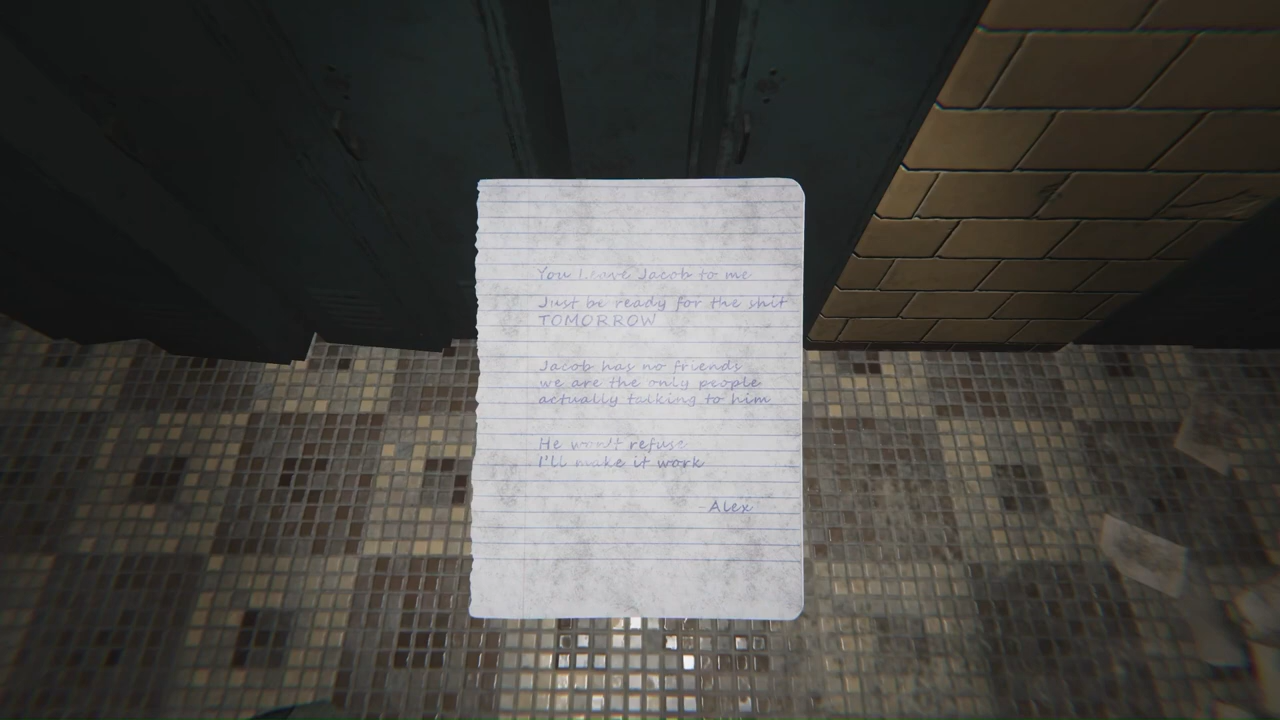 You Leave Jacob to me
Just be ready for the shit
TOMORROW
Jacob has no friends
we are the only people
actually talking to him
He won't refuse
I'll make it work
-Alex